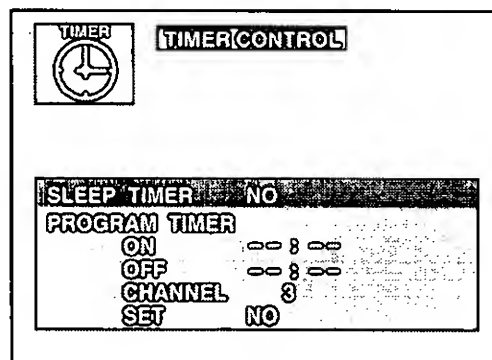 TIMER
TIMER CONTROL
SLEEP TIMER NO
PROGRAM TIMER
ON -- : --
OFF -- : --
CHANNEL 3
SET NO